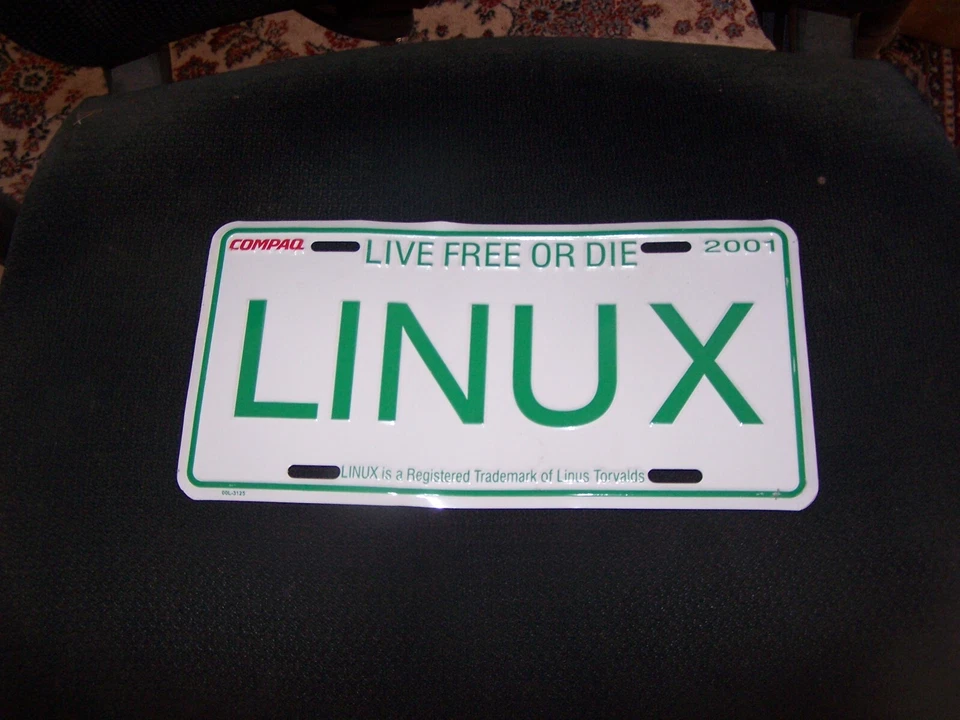 COMPAQ LIVE FREE OR DIE 2001
LINUX
LINUX is a Registered Trademark of Linus Torvalds